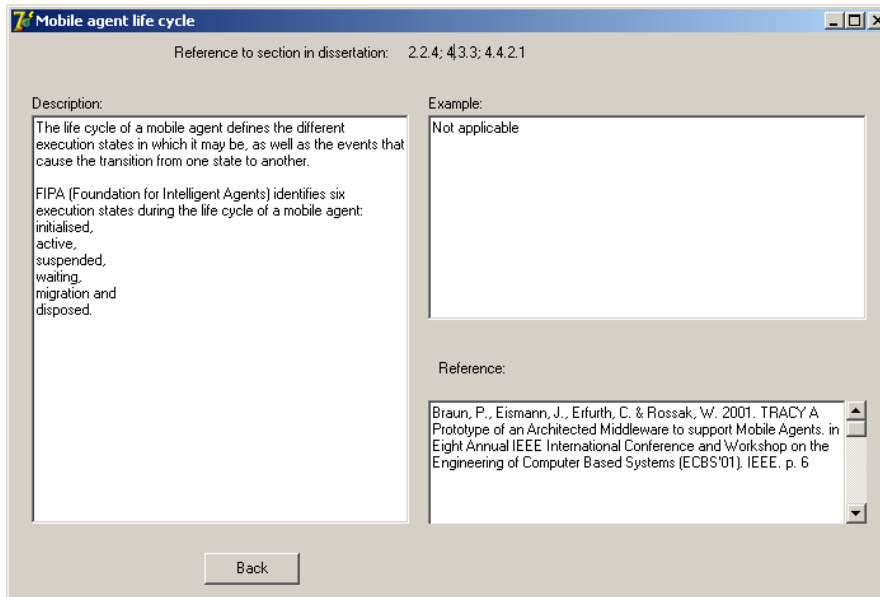 Mobile agent life cycle
Reference to section in dissertation: 2.2.4; 4.3.3; 4.4.2.1
Description:
The life cycle of a mobile agent defines the different
execution states in which it may be, as well as the events that
cause the transition from one state to another.
FIPA (Foundation for Intelligent Agents) identifies six
execution states during the life cycle of a mobile agent:
initialised,
active,
suspended,
waiting,
migration and
disposed.
Example:
Not applicable
Reference:
Braun, P., Eismann, J., Erfurth, C. & Rossak, W. 2001. TRACY A
Prototype of an Architected Middleware to support Mobile Agents. in
Eight Annual IEEE International Conference and Workshop on the
Engineering of Computer Based Systems (ECBS'01). IEEE. p. 6
Back